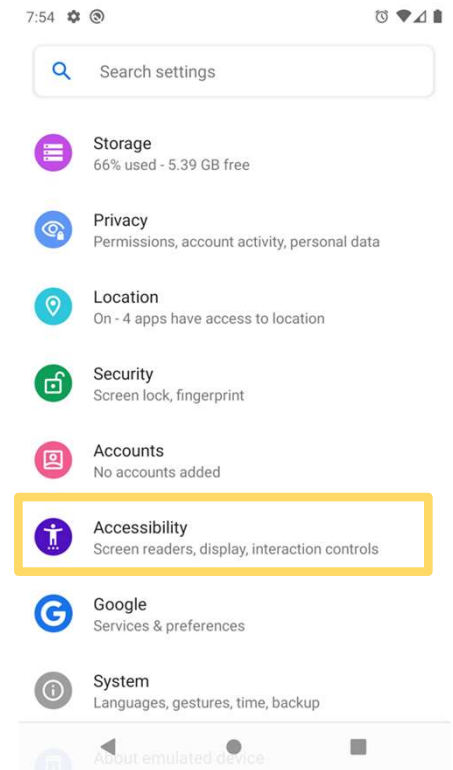 7:54
Search settings
Storage
66% used - 5.39 GB free
Privacy
Permissions, account activity, personal data
Location
On - 4 apps have access to location
Security
Screen lock, fingerprint
Accounts
No accounts added
Accessibility
Screen readers, display, interaction controls
Google
Services & preferences
System
Languages, gestures, time, backup
About emulated device